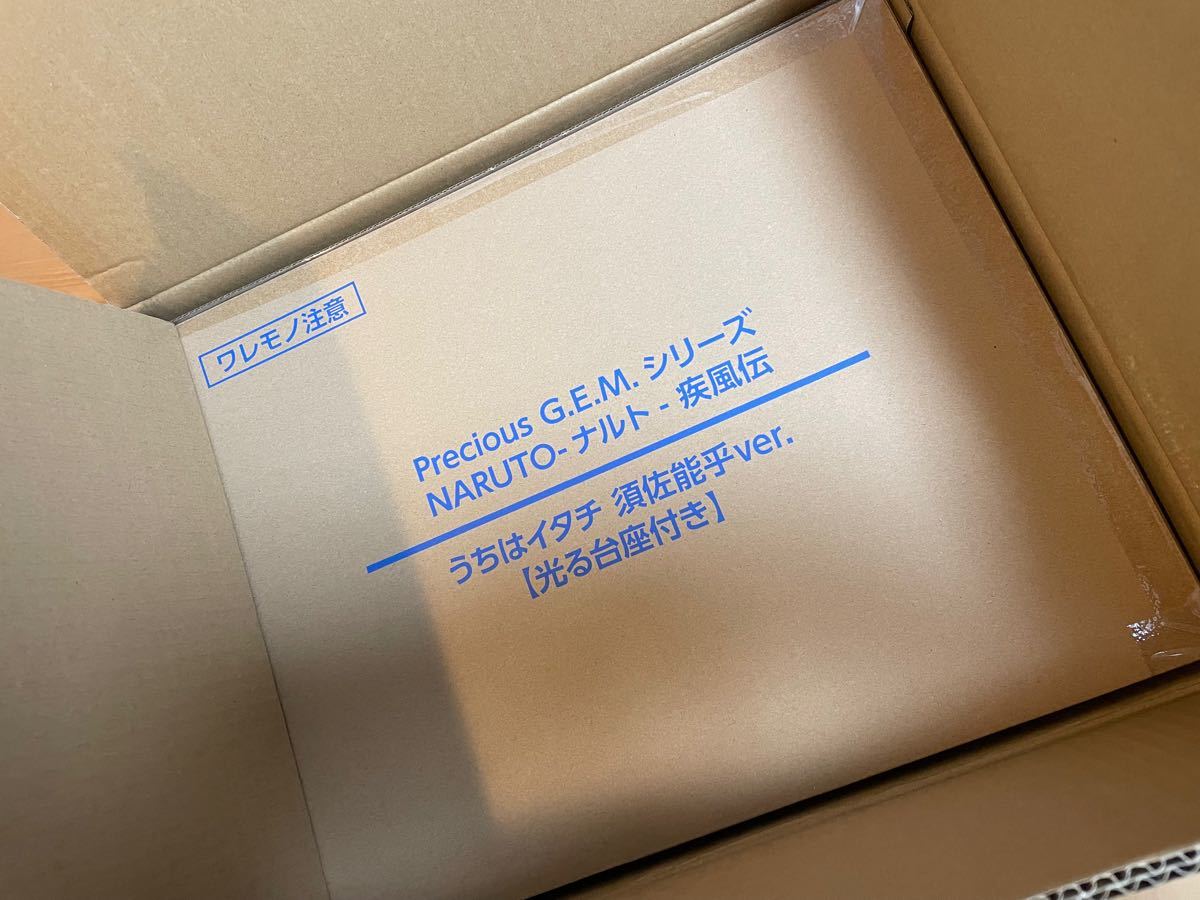 ワレモノ注意
Precious G.E.M. シリーズ
NARUTO-ナルト- 疾風伝
うちはイタチ 須佐能乎ver.
【光る台座付き】